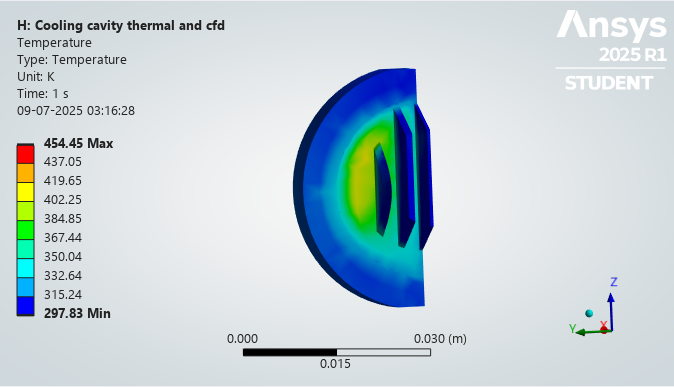 H: Cooling cavity thermal and cfd
Temperature
Type: Temperature
Unit: K
Time: 1 s
09-07-2025 03:16:28
Ansys
2025 R1
STUDENT
454.45 Max
437.05
419.65
402.25
384.85
367.44
350.04
332.64
315.24
297.83 Min
0.000
0.030 (m)
0.015
Z
Y
X